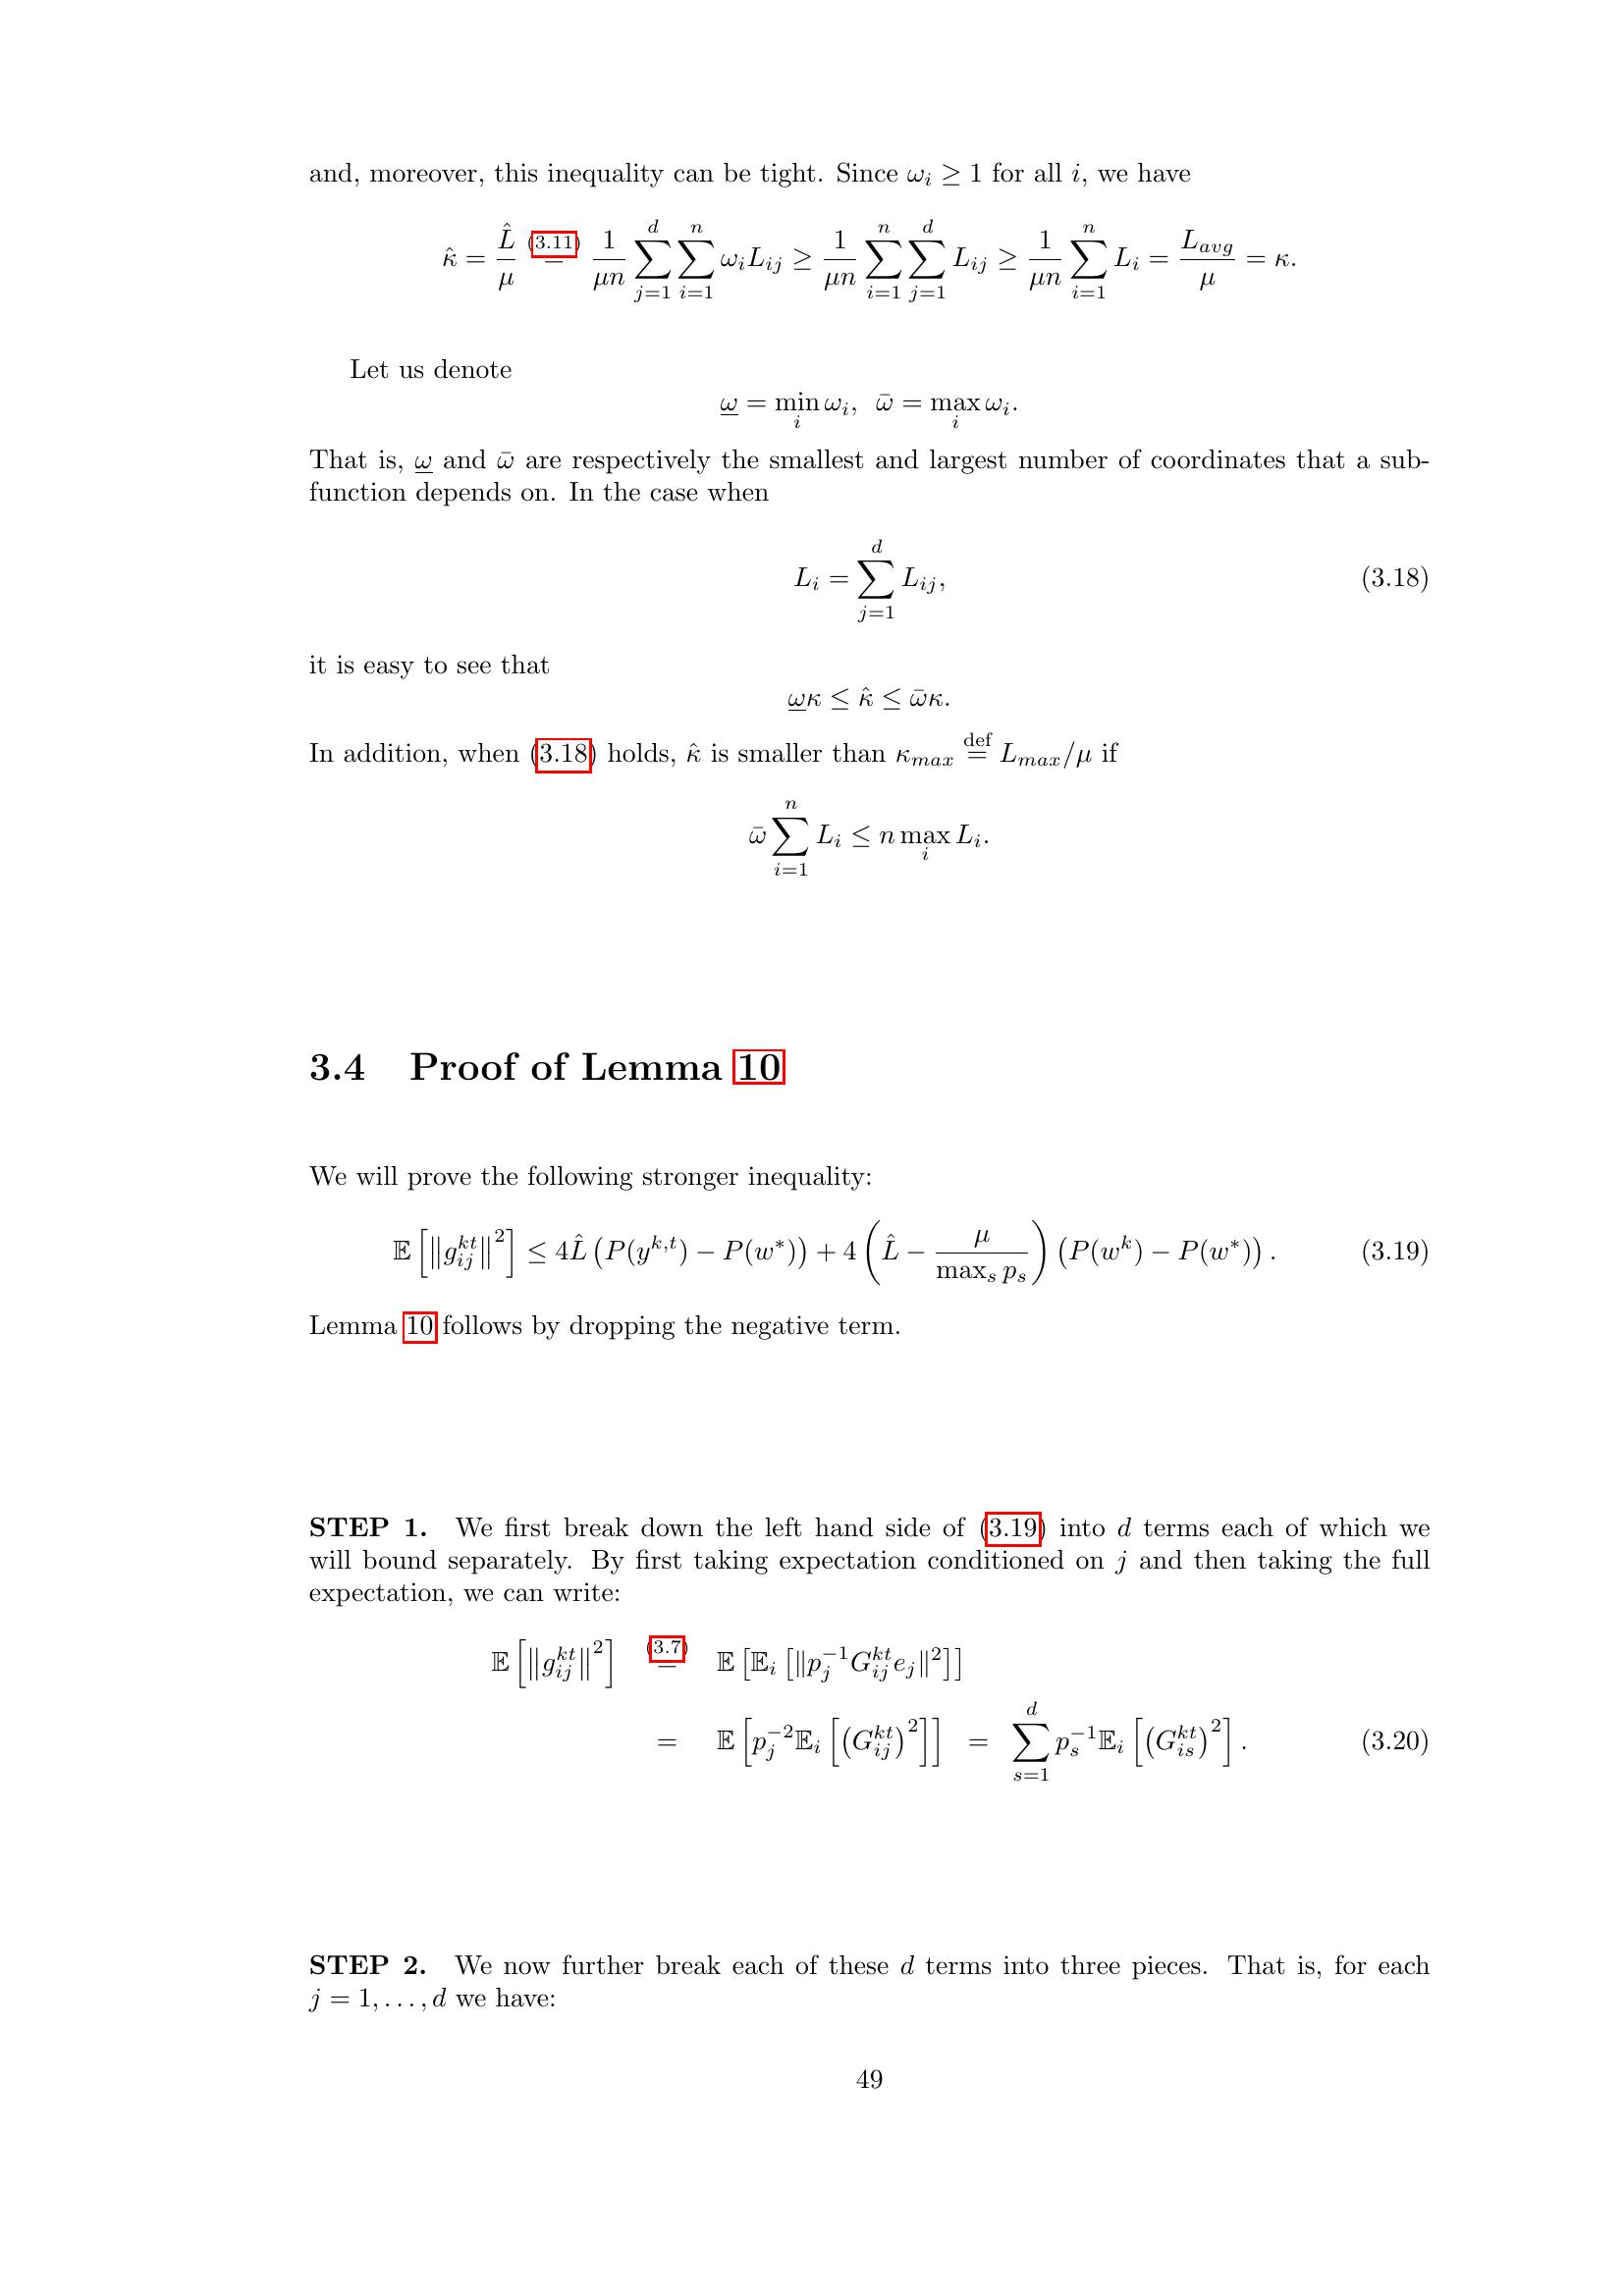 and, moreover, this inequality can be tight. Since $\omega_i \geq 1$ for all $i$, we have
$$\hat{\kappa} = \frac{\hat{L}}{\mu} \overset{(3.11)}{=} \frac{1}{\mu n} \sum_{j=1}^{d} \sum_{i=1}^{n} \omega_i L_{ij} \geq \frac{1}{\mu n} \sum_{i=1}^{n} \sum_{j=1}^{d} L_{ij} \geq \frac{1}{\mu n} \sum_{i=1}^{n} L_i = \frac{L_{avg}}{\mu} = \kappa.$$
Let us denote
$$\underline{\omega} = \min_i \omega_i, \;\; \bar{\omega} = \max_i \omega_i.$$
That is, $\underline{\omega}$ and $\bar{\omega}$ are respectively the smallest and largest number of coordinates that a sub-
function depends on. In the case when
$$L_i = \sum_{j=1}^{d} L_{ij}, \quad (3.18)$$
it is easy to see that
$$\underline{\omega}\kappa \leq \hat{\kappa} \leq \bar{\omega}\kappa.$$
In addition, when (3.18) holds, $\hat{\kappa}$ is smaller than $\kappa_{max} \overset{\text{def}}{=} L_{max}/\mu$ if
$$\bar{\omega} \sum_{i=1}^{n} L_i \leq n \max_i L_i.$$
3.4 Proof of Lemma 10
We will prove the following stronger inequality:
$$\mathbb{E}\left[\left\|g_{ij}^{kt}\right\|^2\right] \leq 4\hat{L}\left(P(y^{k,t}) - P(w^*)\right) + 4\left(\hat{L} - \frac{\mu}{\max_s p_s}\right)\left(P(w^k) - P(w^*)\right). \quad (3.19)$$
Lemma 10 follows by dropping the negative term.
STEP 1. We first break down the left hand side of (3.19) into $d$ terms each of which we
will bound separately. By first taking expectation conditioned on $j$ and then taking the full
expectation, we can write:
$$\mathbb{E}\left[\left\|g_{ij}^{kt}\right\|^2\right] \overset{(3.7)}{=} \mathbb{E}\left[\mathbb{E}_i\left[\|p_j^{-1} G_{ij}^{kt} e_j\|^2\right]\right]$$
$$= \mathbb{E}\left[p_j^{-2} \mathbb{E}_i\left[\left(G_{ij}^{kt}\right)^2\right]\right] = \sum_{s=1}^{d} p_s^{-1} \mathbb{E}_i\left[\left(G_{is}^{kt}\right)^2\right]. \quad (3.20)$$
STEP 2. We now further break each of these $d$ terms into three pieces. That is, for each
$j = 1, \ldots, d$ we have:
49